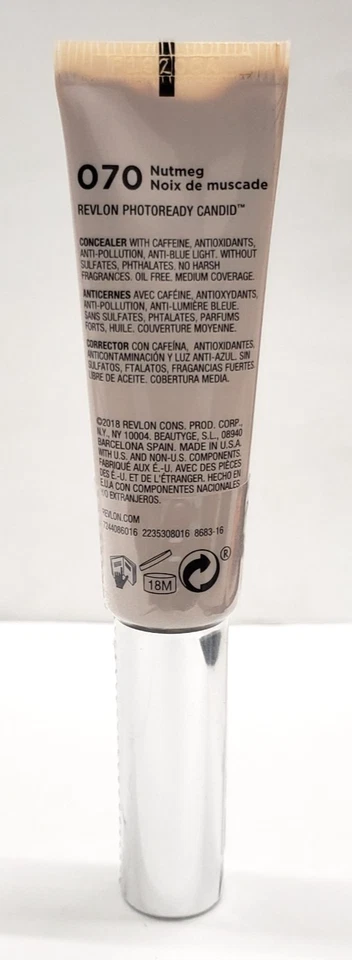 070 Nutmeg
Noix de muscade
REVLON PHOTOREADY CANDID™
CONCEALER WITH CAFFEINE, ANTIOXIDANTS,
ANTI-POLLUTION, ANTI-BLUE LIGHT. WITHOUT
SULFATES, PHTHALATES. NO HARSH
FRAGRANCES. OIL FREE. MEDIUM COVERAGE.
ANTICERNES AVEC CAFÉINE, ANTIOXYDANTS,
ANTI-POLLUTION, ANTI-LUMIÈRE BLEUE.
SANS SULFATES, PHTALATES, PARFUMS
FORTS, HUILE. COUVERTURE MOYENNE.
CORRECTOR CON CAFEÍNA, ANTIOXIDANTES,
ANTICONTAMINACIÓN Y LUZ ANTI-AZUL. SIN
SULFATOS, FTALATOS, FRAGANCIAS FUERTES.
LIBRE DE ACEITE. COBERTURA MEDIA.
©2018 REVLON CONS. PROD. CORP.,
N.Y., NY 10004. BEAUTYGE, S.L., 08940
BARCELONA SPAIN. MADE IN U.S.A.
WITH U.S. AND NON-U.S. COMPONENTS.
FABRIQUÉ AUX É.-U. AVEC DES PIÈCES
DES É.-U. ET DE L'ÉTRANGER. HECHO EN
E.U.A CON COMPONENTES NACIONALES
Y/O EXTRANJEROS.
REVLON.COM
7244086016 2235308016 8683-16
18M ®